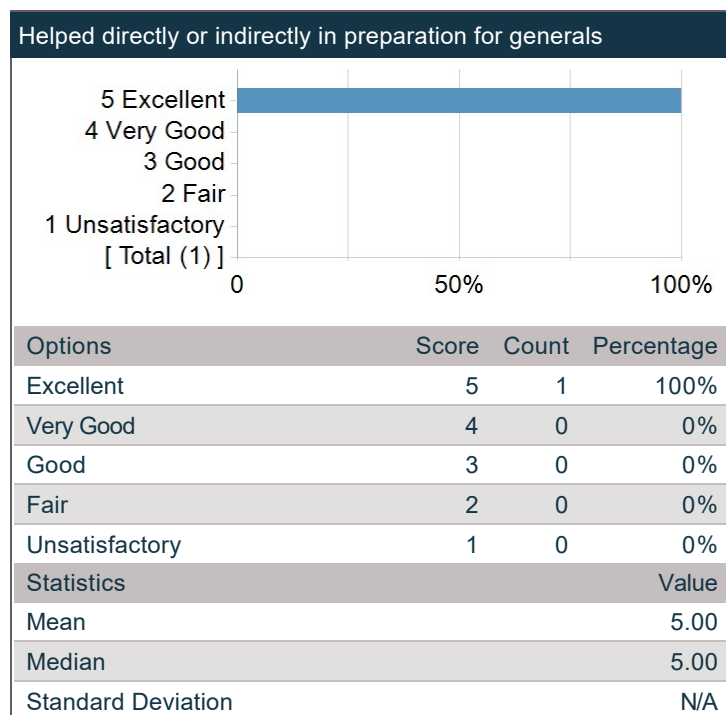 Helped directly or indirectly in preparation for generals
5 Excellent
4 Very Good
3 Good
2 Fair
1 Unsatisfactory
[ Total (1) ]
0 50% 100%
Options Score Count Percentage
Excellent 5 1 100%
Very Good 4 0 0%
Good 3 0 0%
Fair 2 0 0%
Unsatisfactory 1 0 0%
Statistics Value
Mean 5.00
Median 5.00
Standard Deviation N/A